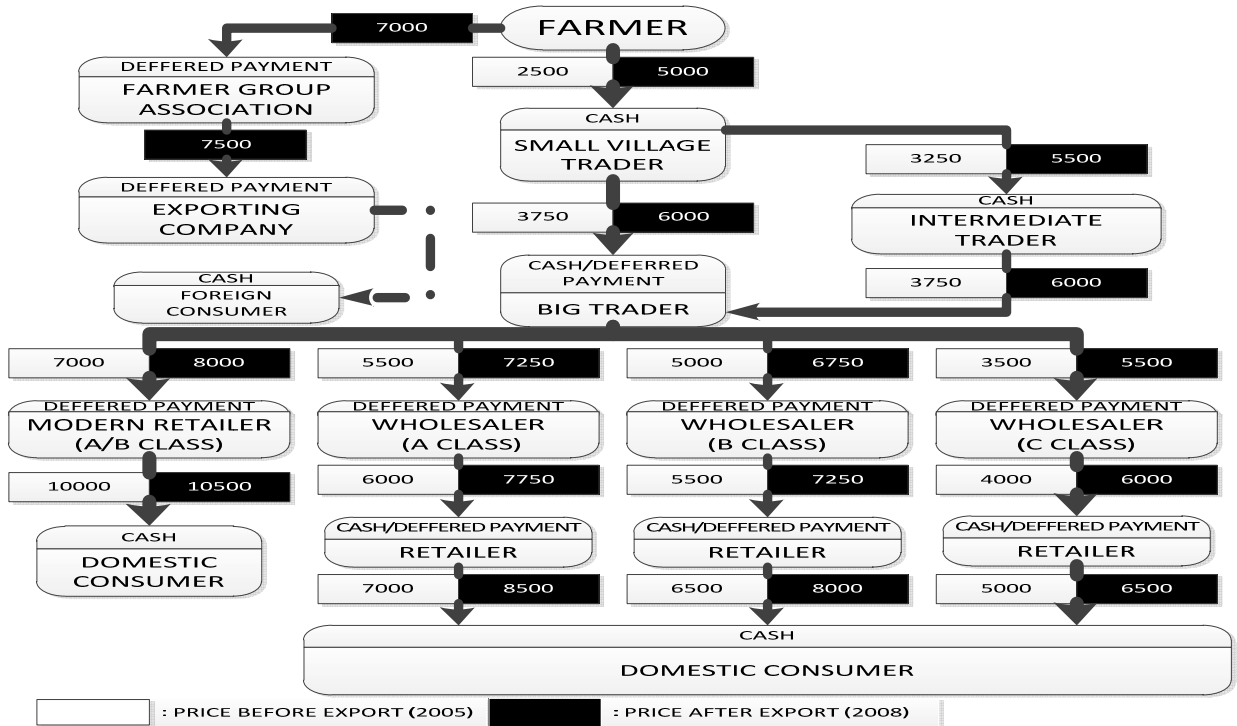 7000
FARMER
DEFFERED PAYMENT
FARMER GROUP
ASSOCIATION
2500 5000
7500
CASH
SMALL VILLAGE
TRADER
3250 5500
DEFFERED PAYMENT
EXPORTING
COMPANY
3750 6000
CASH
INTERMEDIATE
TRADER
CASH
FOREIGN
CONSUMER
CASH/DEFERRED
PAYMENT
BIG TRADER
3750 6000
7000 8000
5500 7250
5000 6750
3500 5500
DEFFERED PAYMENT
MODERN RETAILER
(A/B CLASS)
DEFFERED PAYMENT
WHOLESALER
(A CLASS)
DEFFERED PAYMENT
WHOLESALER
(B CLASS)
DEFFERED PAYMENT
WHOLESALER
(C CLASS)
10000 10500
6000 7750
5500 7250
4000 6000
CASH
DOMESTIC
CONSUMER
CASH/DEFFERED PAYMENT
RETAILER
CASH/DEFFERED PAYMENT
RETAILER
CASH/DEFFERED PAYMENT
RETAILER
7000 8500
6500 8000
5000 6500
CASH
DOMESTIC CONSUMER
: PRICE BEFORE EXPORT (2005)
: PRICE AFTER EXPORT (2008)